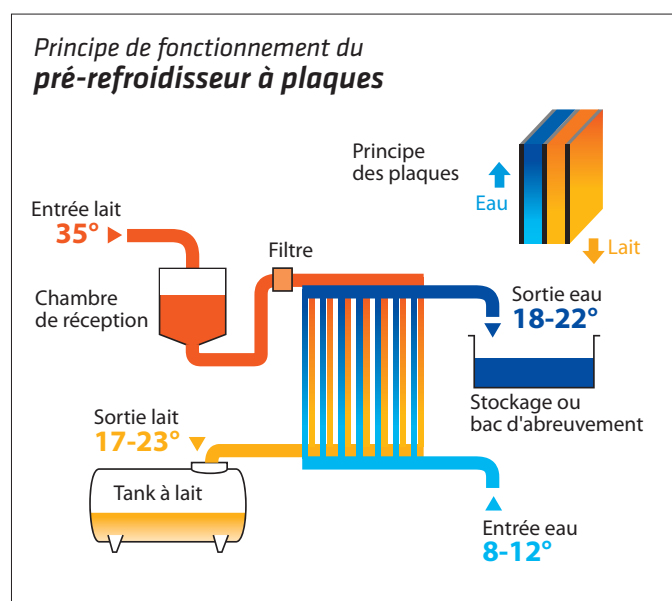 Principe de fonctionnement du
pré-refroidisseur à plaques
Principe
des plaques
Eau
Lait
Entrée lait
35°
Filtre
Chambre
de réception
Sortie eau
18-22°
Stockage ou
bac d'abreuvement
Sortie lait
17-23°
Tank à lait
Entrée eau
8-12°